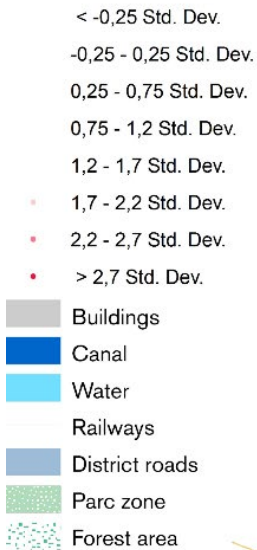 < -0,25 Std. Dev.
-0,25 - 0,25 Std. Dev.
0,25 - 0,75 Std. Dev.
0,75 - 1,2 Std. Dev.
1,2 - 1,7 Std. Dev.
1,7 - 2,2 Std. Dev.
2,2 - 2,7 Std. Dev.
> 2,7 Std. Dev.
Buildings
Canal
Water
Railways
District roads
Parc zone
Forest area